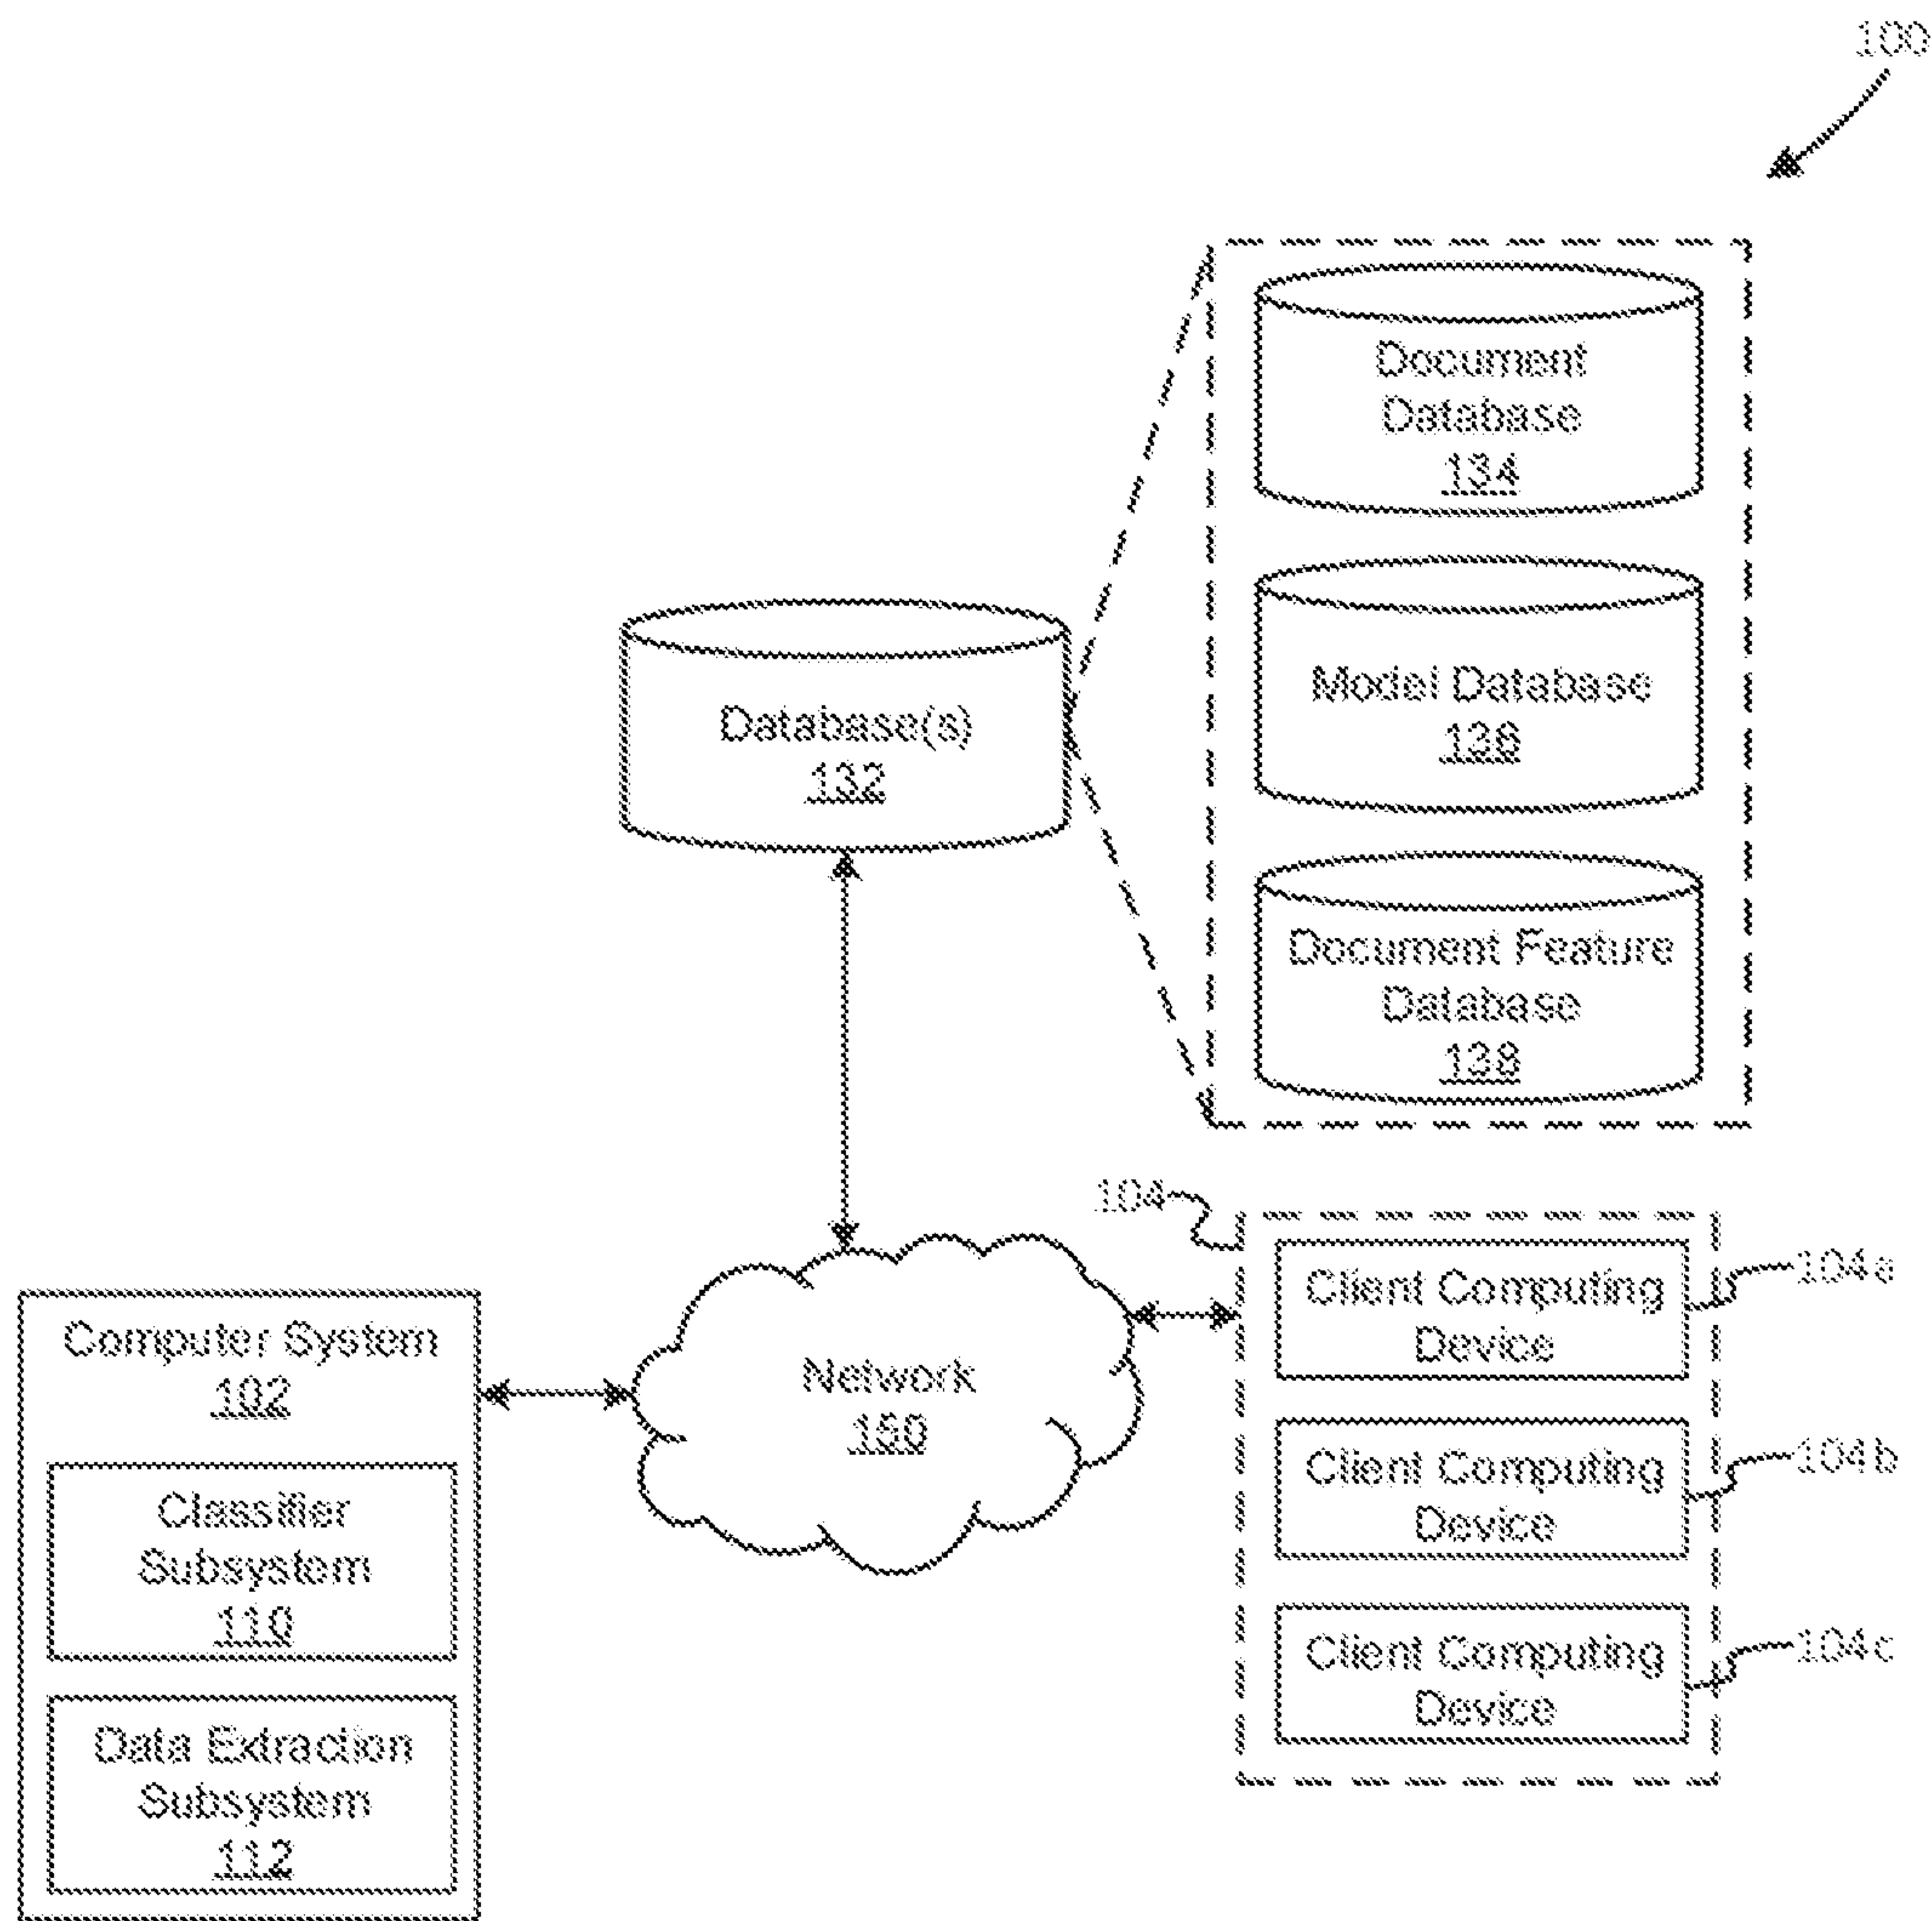 100
Document
Database
134
Model Database
136
Document Feature
Database
138
Database(s)
132
104
Client Computing
Device
104a
Client Computing
Device
104b
Client Computing
Device
104c
Network
150
Computer System
102
Classifier
Subsystem
110
Data Extraction
Subsystem
112